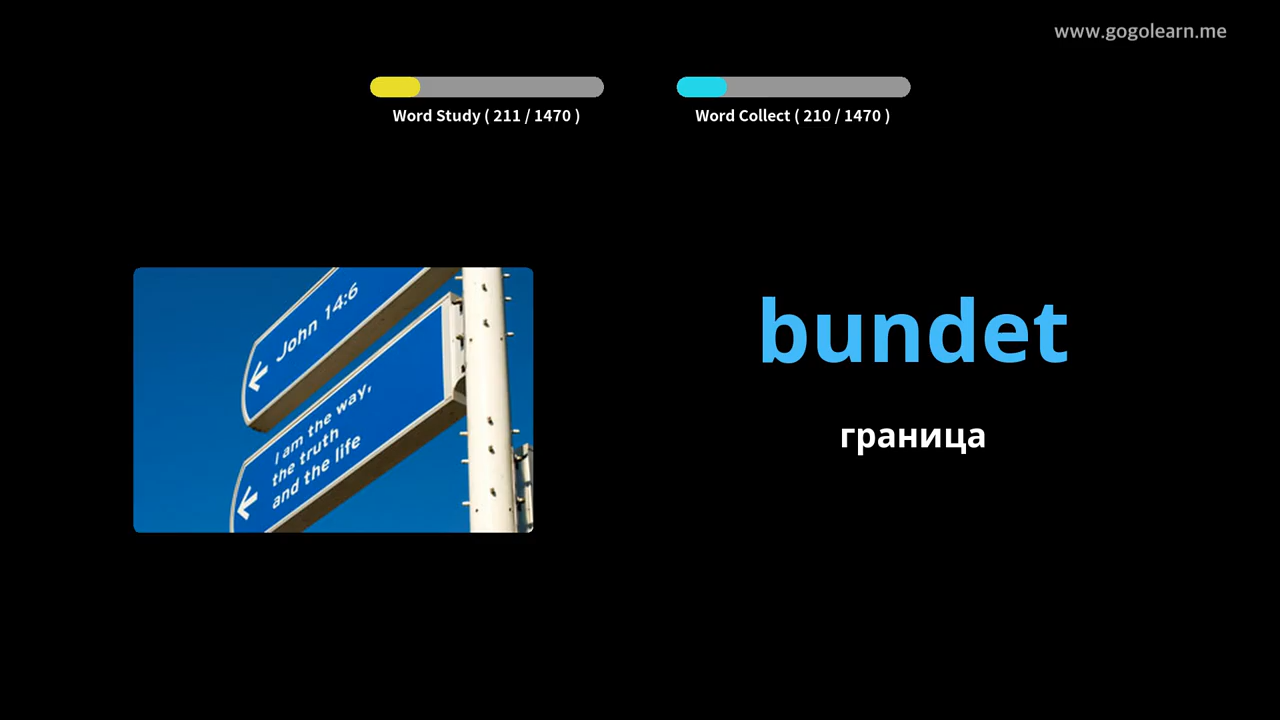 www.gogolearn.me
Word Study ( 211 / 1470 )
Word Collect ( 210 / 1470 )
John 14:6
I am the way,
the truth
and the life
bundet
граница